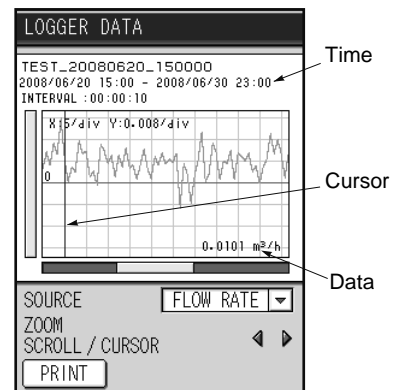 LOGGER DATA
TEST_20080620_150000
2008/06/20 15:00 - 2008/06/30 23:00
INTERVAL :00:00:10
X:5/div Y:0.008/div
0
0.0101 m³/h
SOURCE FLOW RATE
ZOOM
SCROLL / CURSOR
PRINT
Time
Cursor
Data